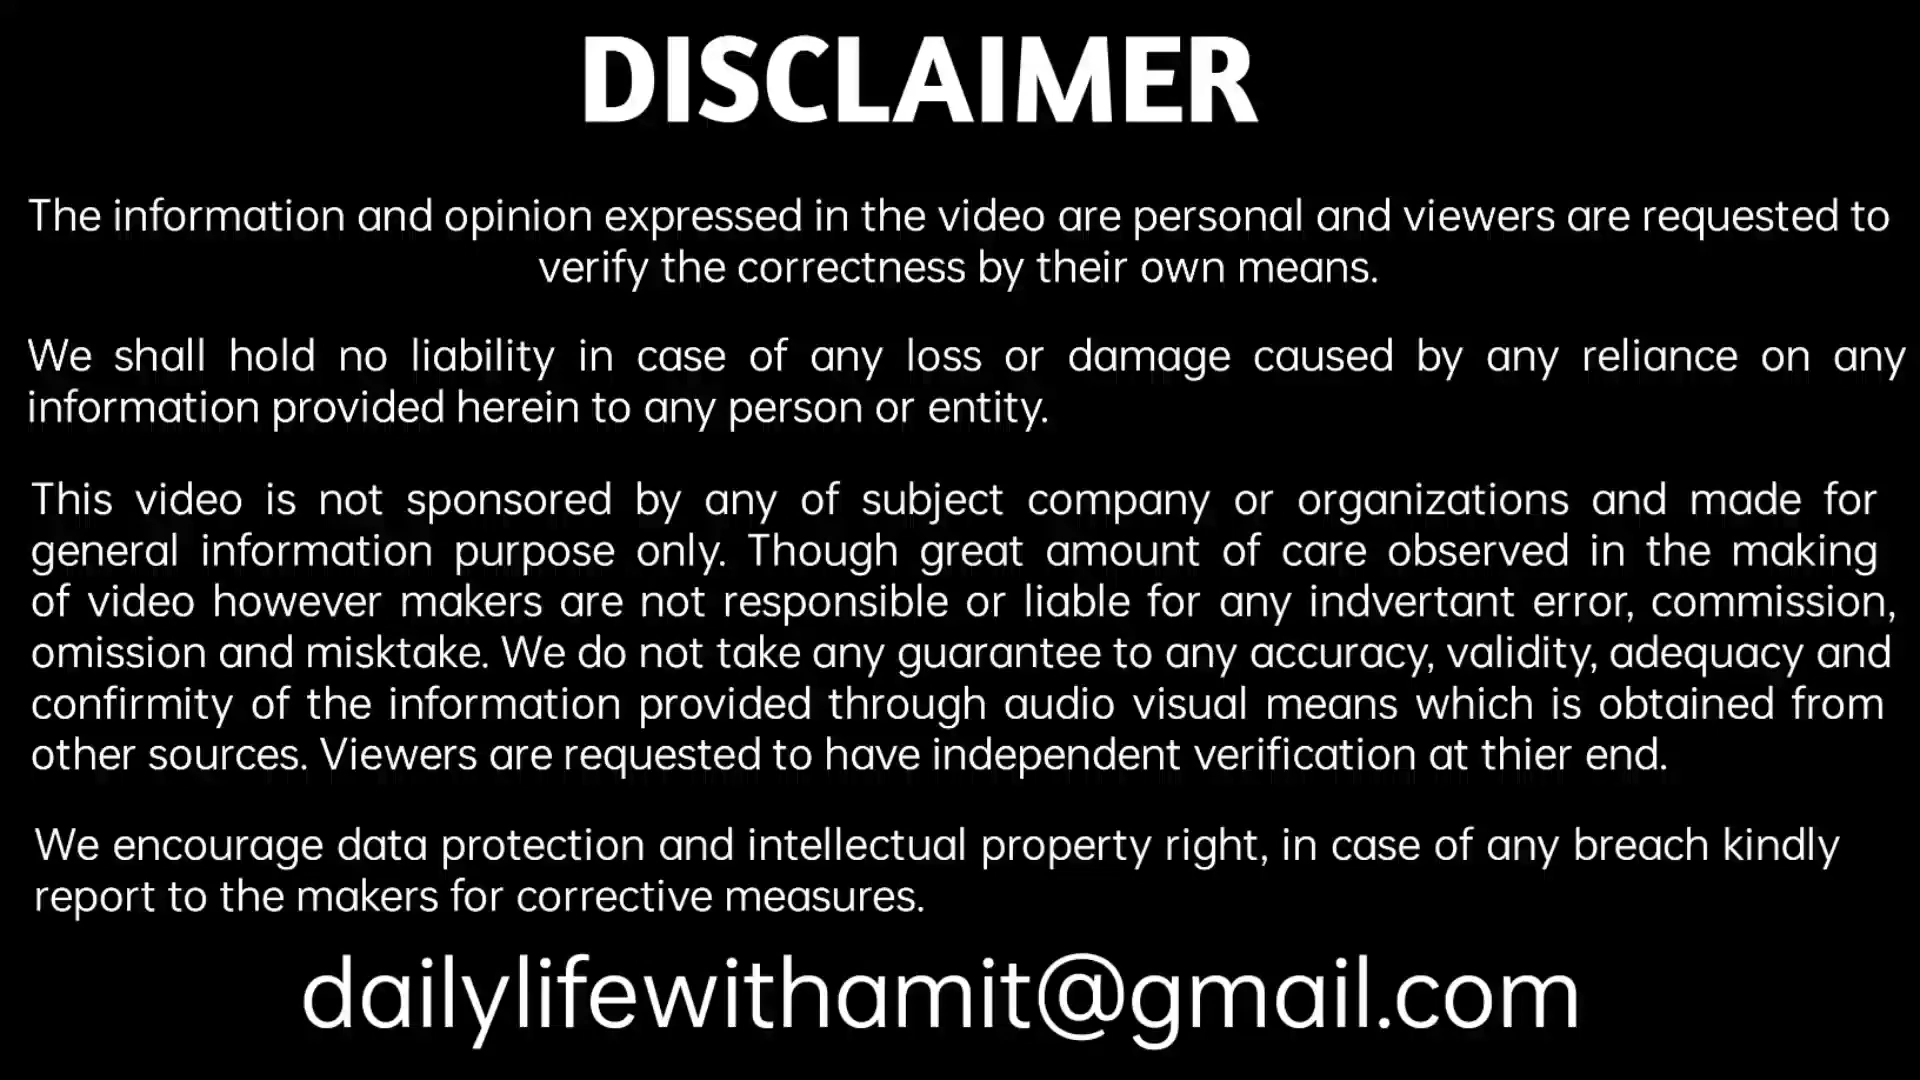 DISCLAIMER
The information and opinion expressed in the video are personal and viewers are requested to
verify the correctness by their own means.
We shall hold no liability in case of any loss or damage caused by any reliance on any
information provided herein to any person or entity.
This video is not sponsored by any of subject company or organizations and made for
general information purpose only. Though great amount of care observed in the making
of video however makers are not responsible or liable for any indvertant error, commission,
omission and misktake. We do not take any guarantee to any accuracy, validity, adequacy and
confirmity of the information provided through audio visual means which is obtained from
other sources. Viewers are requested to have independent verification at thier end.
We encourage data protection and intellectual property right, in case of any breach kindly
report to the makers for corrective measures.
dailylifewithamit@gmail.com